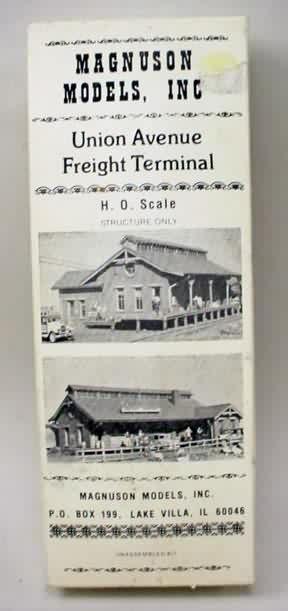 MAGNUSON
MODELS, INC
Union Avenue
Freight Terminal
H. O. Scale
STRUCTURE ONLY
MAGNUSON MODELS, INC.
P.O. BOX 199, LAKE VILLA, IL 60046
UNASSEMBLED KIT